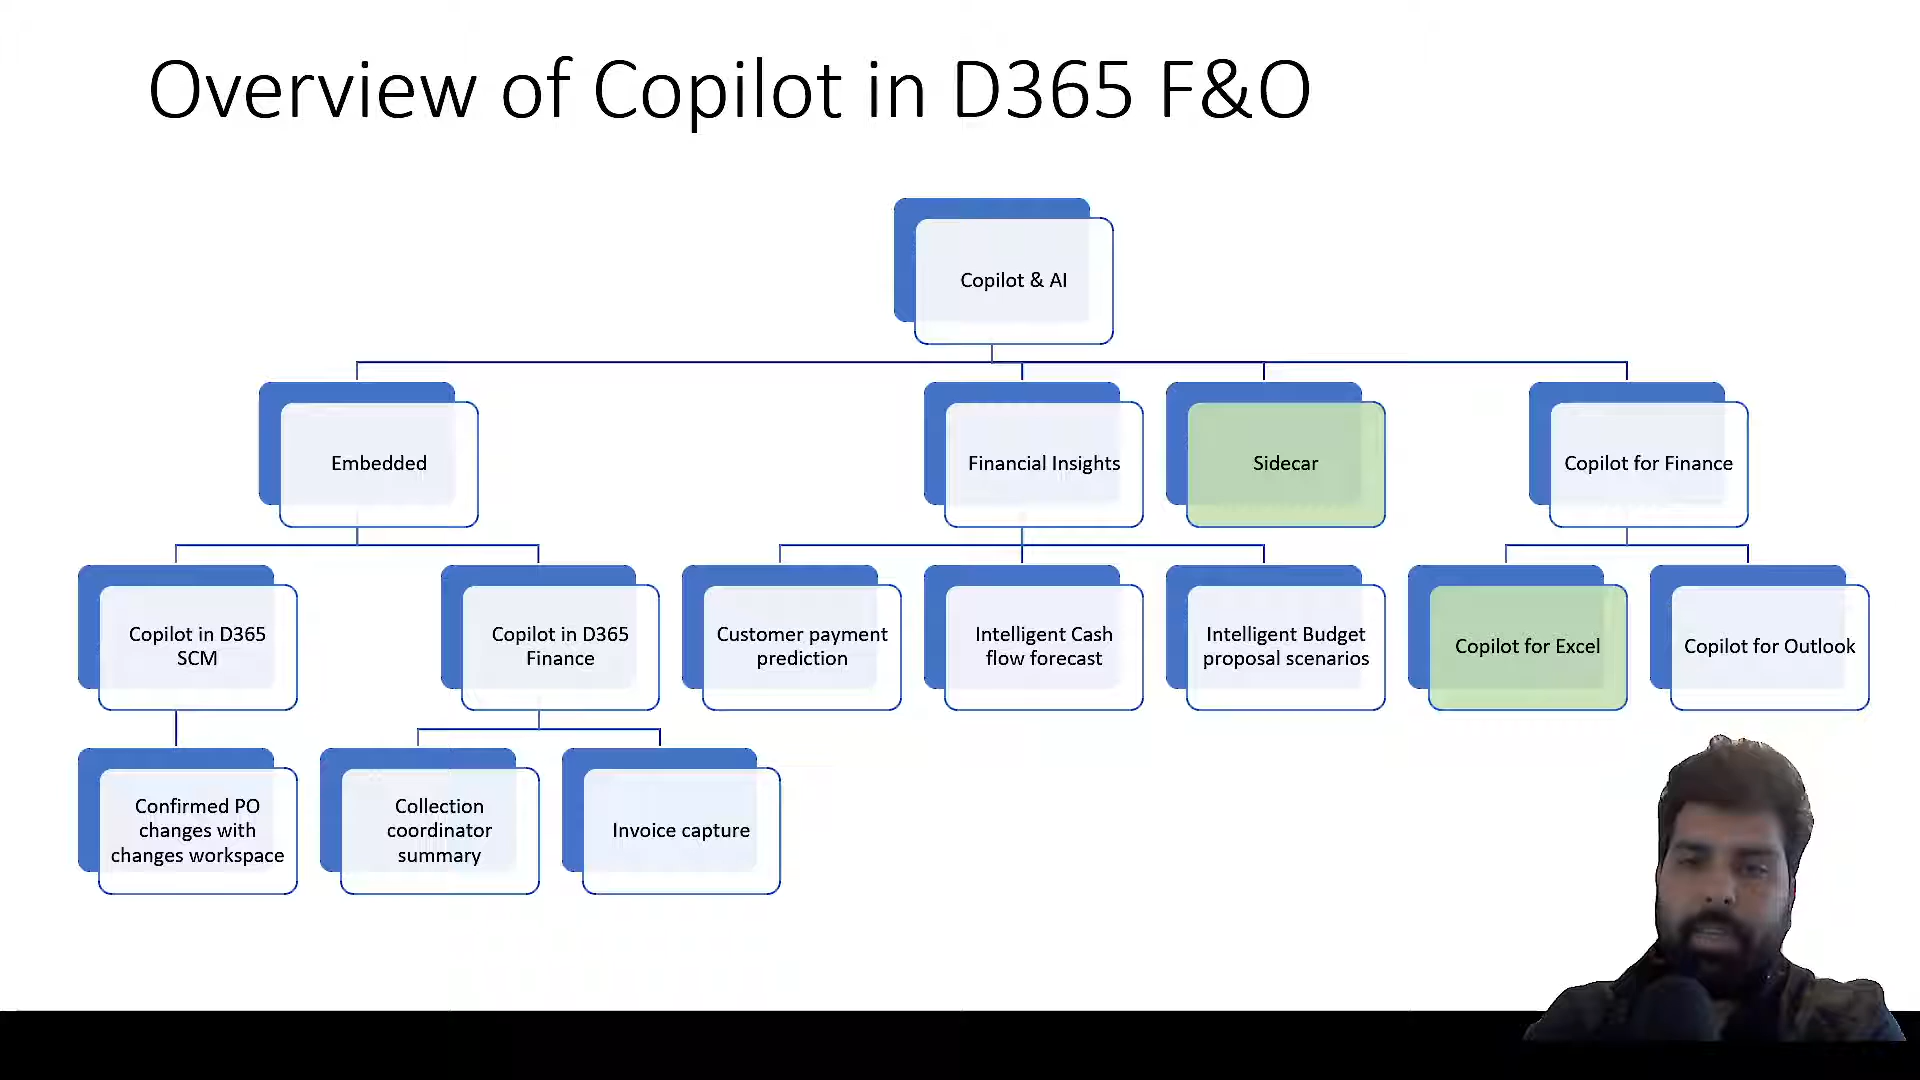 Overview of Copilot in D365 F&O
Copilot & AI
Embedded
Financial Insights
Sidecar
Copilot for Finance
Copilot in D365
SCM
Copilot in D365
Finance
Customer payment
prediction
Intelligent Cash
flow forecast
Intelligent Budget
proposal scenarios
Copilot for Excel
Copilot for Outlook
Confirmed PO
changes with
changes workspace
Collection
coordinator
summary
Invoice capture